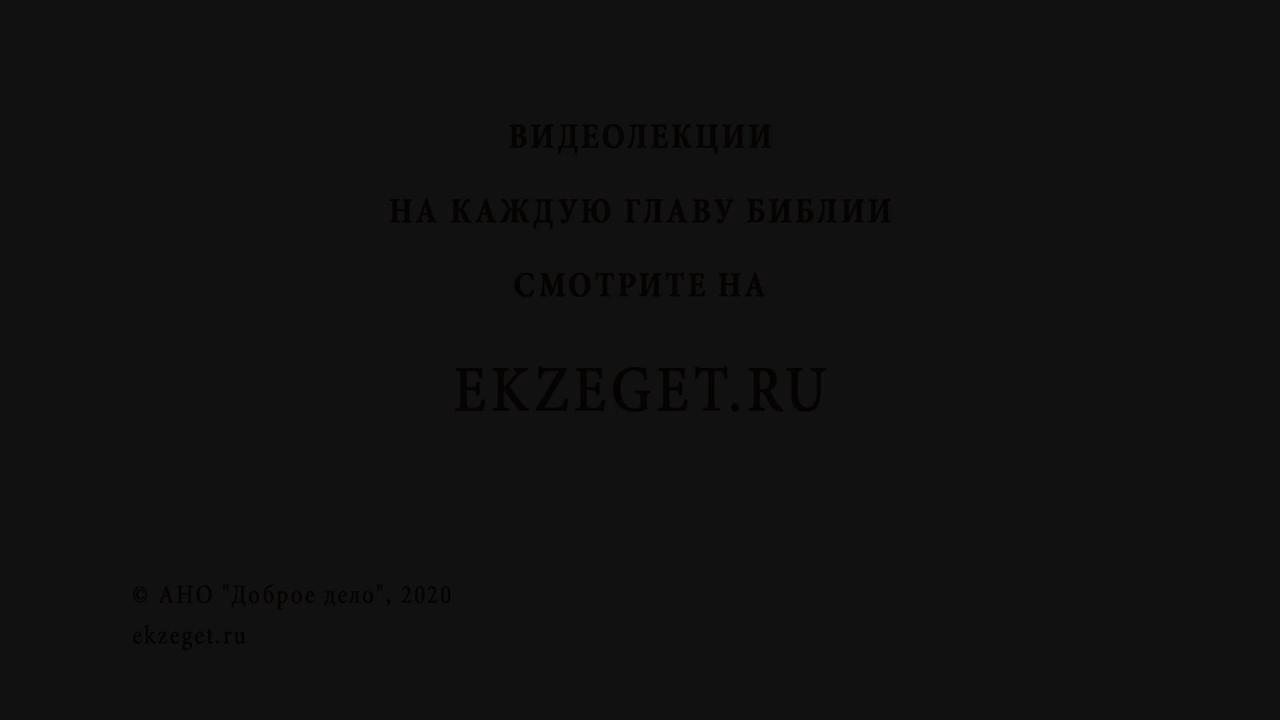 ВИДЕОЛЕКЦИИ
НА КАЖДУЮ ГЛАВУ БИБЛИИ
СМОТРИТЕ НА
EKZEGET.RU
© АНО "Доброе дело", 2020
ekzeget.ru